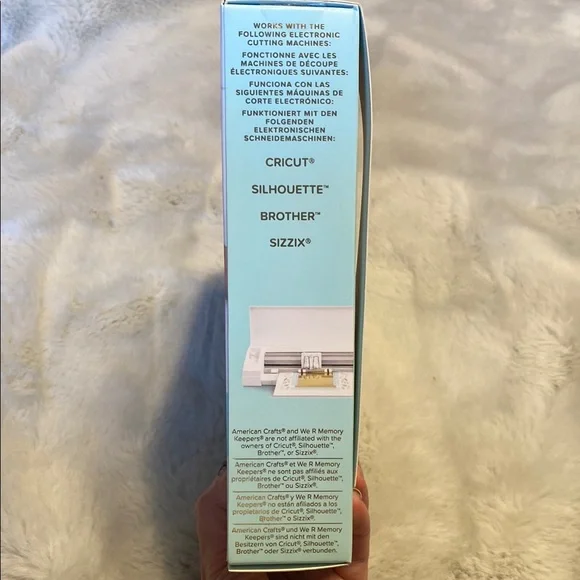 WORKS WITH THE
FOLLOWING ELECTRONIC
CUTTING MACHINES:
FONCTIONNE AVEC LES
MACHINES DE DÉCOUPE
ÉLECTRONIQUES SUIVANTES:
FUNCIONA CON LAS
SIGUIENTES MÁQUINAS DE
CORTE ELECTRÓNICO:
FUNKTIONIERT MIT DEN
FOLGENDEN
ELEKTRONISCHEN
SCHNEIDEMASCHINEN:
CRICUT®
SILHOUETTE™
BROTHER™
SIZZIX®
American Crafts® and We R Memory
Keepers® are not affiliated with the
owners of Cricut®, Silhouette™,
Brother™, or Sizzix®.
American Crafts® et We R Memory
Keepers® ne sont pas affiliés aux
propriétaires de Cricut®, Silhouette™,
Brother™ ou Sizzix®.
American Crafts® y We R Memory
Keepers® no están afiliados a los
propietarios de Cricut®, Silhouette™,
Brother™ o Sizzix®.
American Crafts® und We R Memory
Keepers® sind nicht mit den
Besitzern von Cricut®, Silhouette™,
Brother™ oder Sizzix® verbunden.